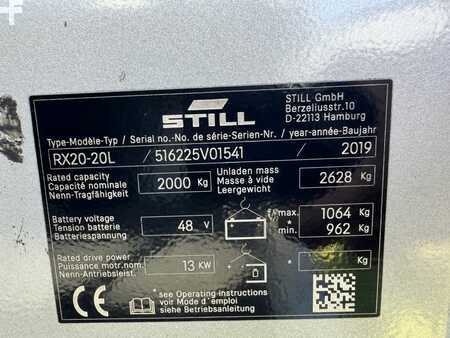 STILL
STILL GmbH
Berzeliusstr.10
D-22113 Hamburg
Type-Modèle-Typ / Serial no.-No. de série-Serien-Nr. / year-année-Baujahr
RX20-20L / 516225V01541 / 2019
Rated capacity
Capacité nominale
Nenn-Tragfähigkeit
2000 Kg
Unladen mass
Masse à vide
Leergewicht
2628 Kg
Battery voltage
Tension batterie
Batteriespannung
48 V
max. 1064 Kg
*
min. 962 Kg
Rated drive power
Puissance motr.nom.
Nenn-Antriebsleist.
13 KW
* Kg
CE
*see Operating instructions
voir Mode d'emploi
siehe Betriebsanleitung